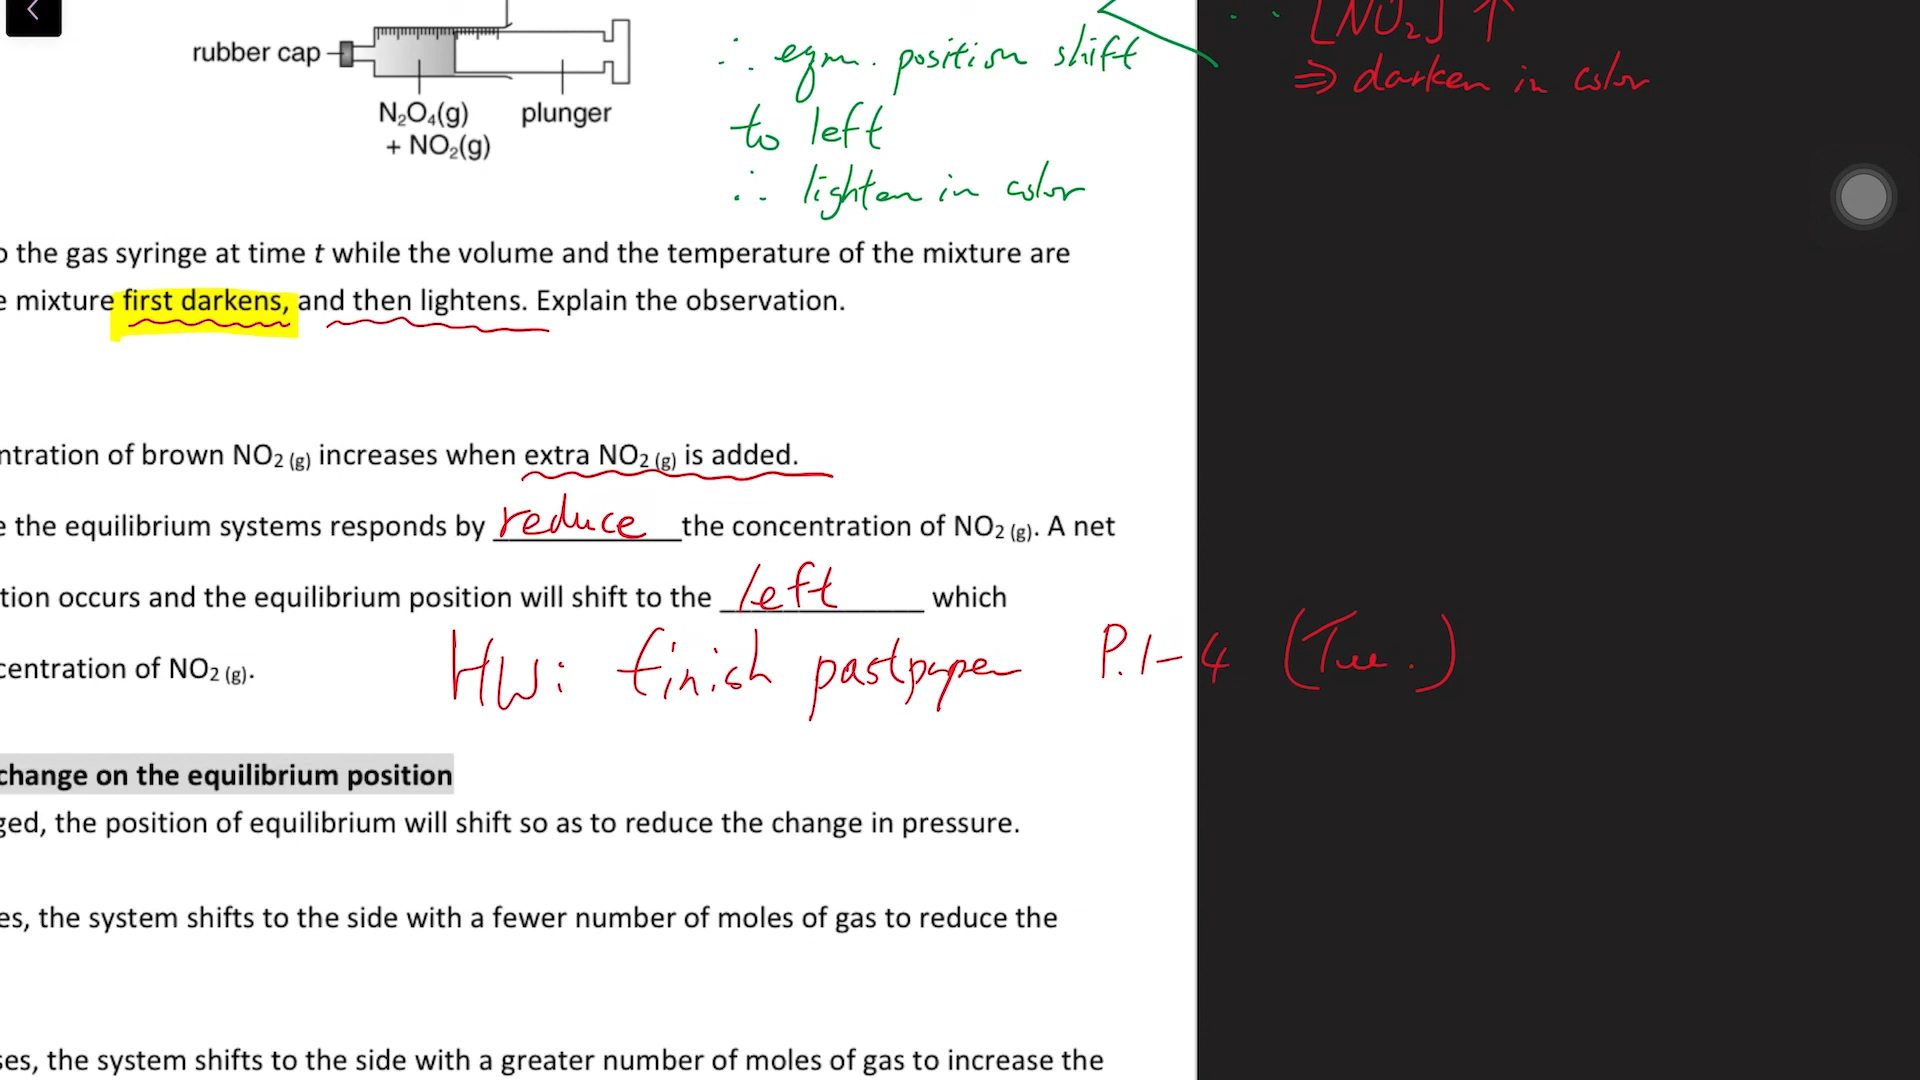 [NO₂] ↑
⇒ darken in color
rubber cap
N₂O₄(g)
+ NO₂(g)
plunger
∴ eqm. position shift
to left
∴ lighten in color
o the gas syringe at time t while the volume and the temperature of the mixture are
e mixture first darkens, and then lightens. Explain the observation.
ntration of brown NO₂ (g) increases when extra NO₂ (g) is added.
e the equilibrium systems responds by reduce the concentration of NO₂ (g). A net
tion occurs and the equilibrium position will shift to the left which
centration of NO₂ (g).
HW: finish pastpaper P.1-4 (Tue.)
change on the equilibrium position
ged, the position of equilibrium will shift so as to reduce the change in pressure.
es, the system shifts to the side with a fewer number of moles of gas to reduce the
ses, the system shifts to the side with a greater number of moles of gas to increase the